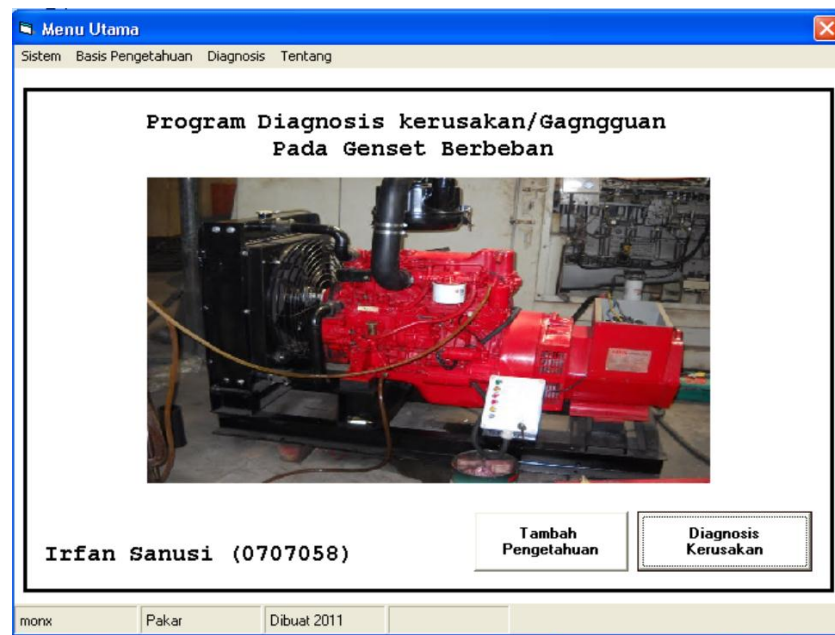 Menu Utama
Sistem Basis Pengetahuan Diagnosis Tentang
Program Diagnosis kerusakan/Gagngguan
Pada Genset Berbeban
Tambah
Pengetahuan
Diagnosis
Kerusakan
Irfan Sanusi (0707058)
monx Pakar Dibuat 2011